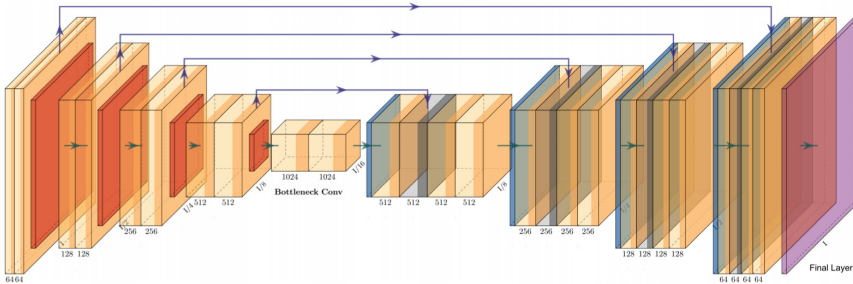 64 64
1
128 128
1/2
256 256
1/4
512 512
1/8
1024 1024
Bottleneck Conv
1/16
512 512 512 512
1/8
256 256 256 256
128 128 128 128
64 64 64 64
1
Final Layer